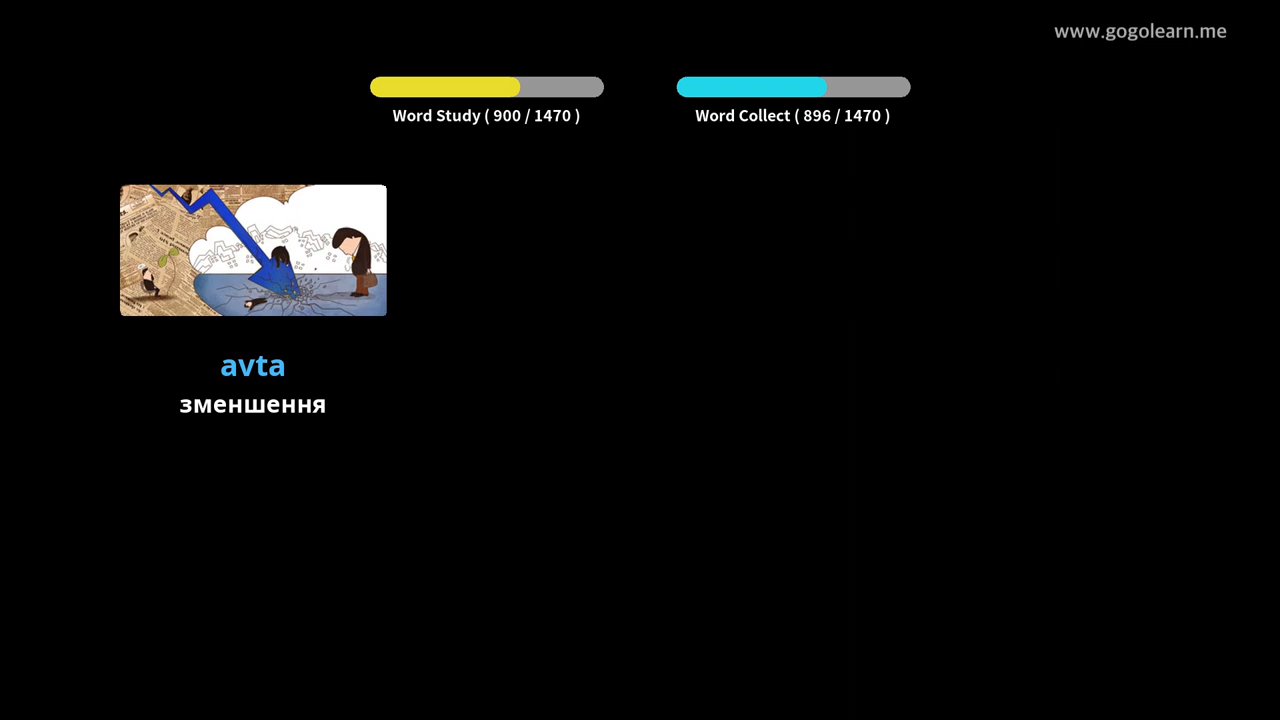 www.gogolearn.me
Word Study ( 900 / 1470 )
Word Collect ( 896 / 1470 )
avta
зменшення